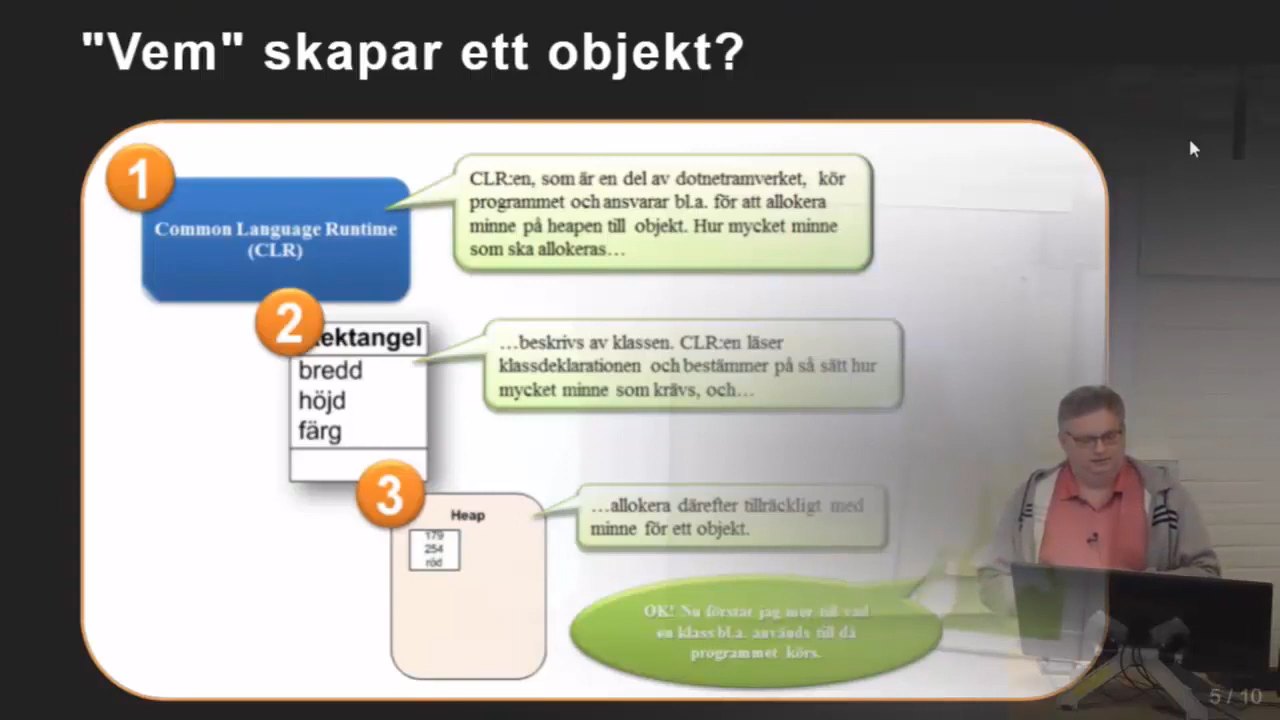 "Vem" skapar ett objekt?
1
Common Language Runtime
(CLR)
CLR:en, som är en del av dotnetramverket, kör
programmet och ansvarar bl.a. för att allokera
minne på heapen till objekt. Hur mycket minne
som ska allokeras…
2
ektangel
bredd
höjd
färg
…beskrivs av klassen. CLR:en läser
klassdeklarationen och bestämmer på så sätt hur
mycket minne som krävs, och…
3
Heap
179
254
röd
…allokera därefter tillräckligt med
minne för ett objekt.
OK! Nu förstår jag mer till vad
en klass bl.a. används till då
programmet körs.
5 / 10